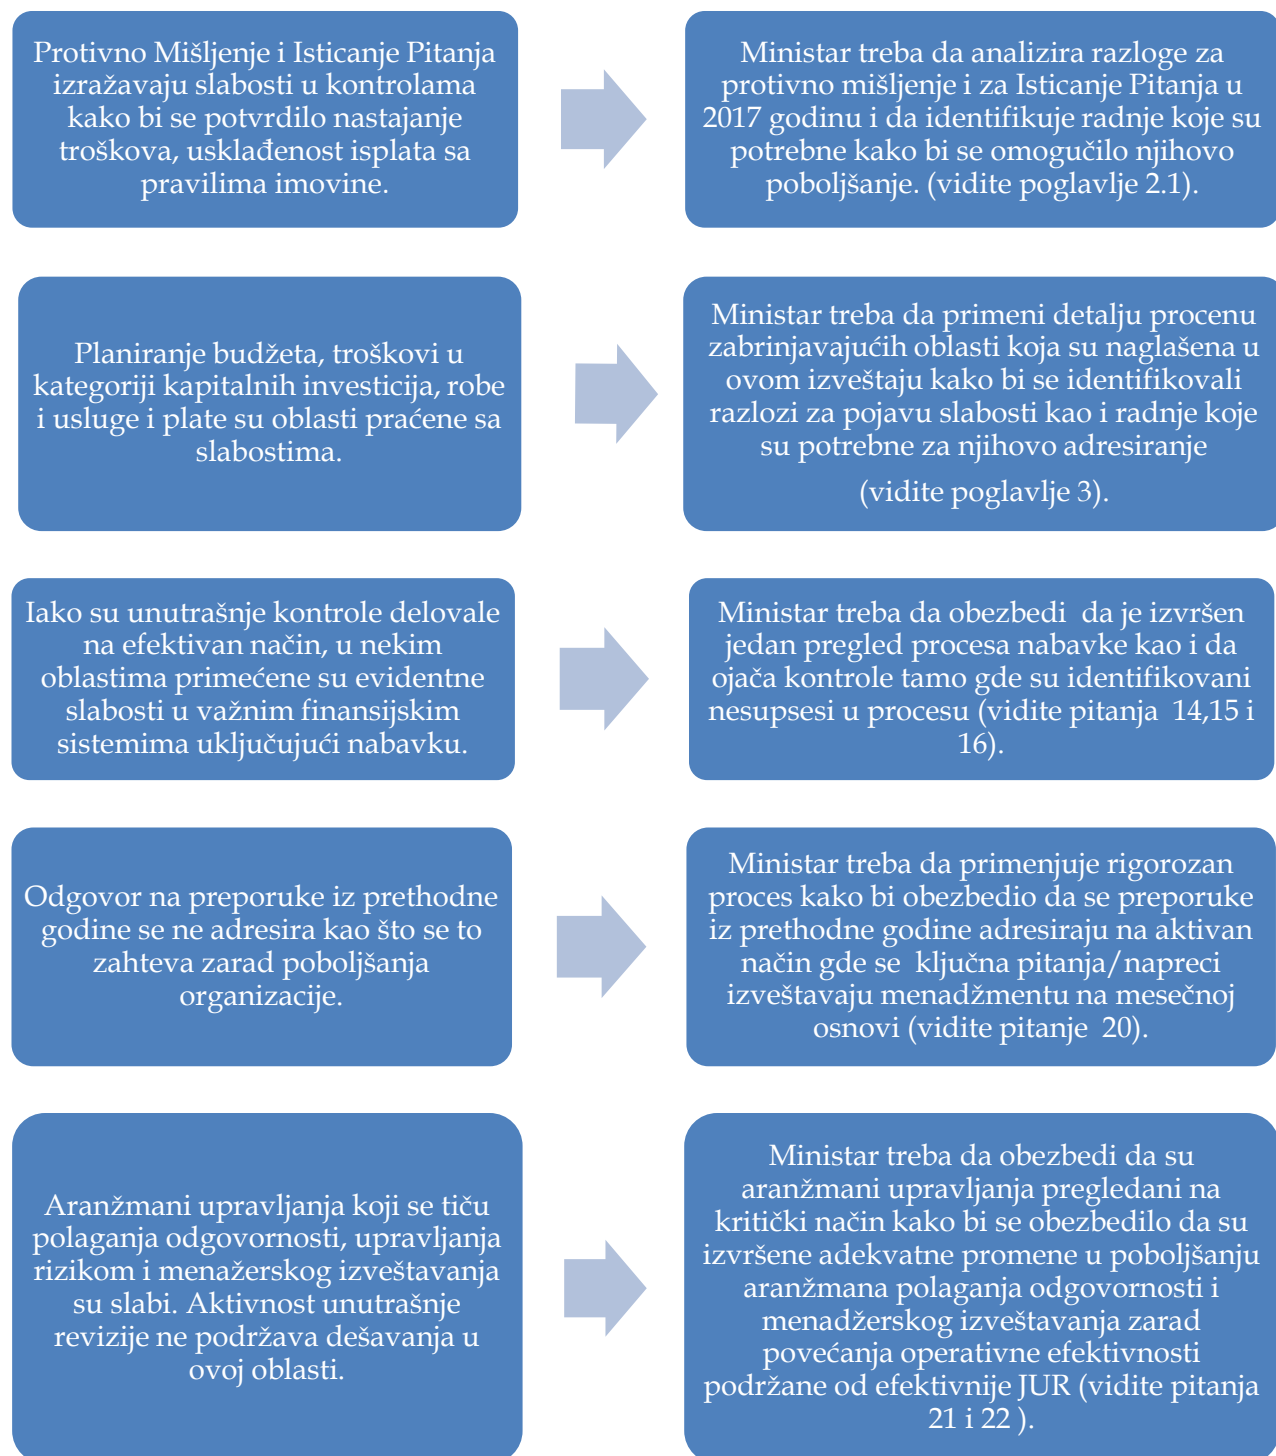 Protivno Mišljenje i Isticanje Pitanja
izražavaju slabosti u kontrolama
kako bi se potvrdilo nastajanje
troškova, usklađenost isplata sa
pravilima imovine.
Ministar treba da analizira razloge za
protivno mišljenje i za Isticanje Pitanja u
2017 godinu i da identifikuje radnje koje su
potrebne kako bi se omogučilo njihovo
poboljšanje. (vidite poglavlje 2.1).
Planiranje budžeta, troškovi u
kategoriji kapitalnih investicija, robe
i usluge i plate su oblasti praćene sa
slabostima.
Ministar treba da primeni detalju procenu
zabrinjavajućih oblasti koja su naglašena u
ovom izveštaju kako bi se identifikovali
razlozi za pojavu slabosti kao i radnje koje
su potrebne za njihovo adresiranje
(vidite poglavlje 3).
Iako su unutrašnje kontrole delovale
na efektivan način, u nekim
oblastima primećene su evidentne
slabosti u važnim finansijskim
sistemima uključujući nabavku.
Ministar treba da obezbedi da je izvršen
jedan pregled procesa nabavke kao i da
ojača kontrole tamo gde su identifikovani
nesupsesi u procesu (vidite pitanja 14,15 i
16).
Odgovor na preporuke iz prethodne
godine se ne adresira kao što se to
zahteva zarad poboljšanja
organizacije.
Ministar treba da primenjuje rigorozan
proces kako bi obezbedio da se preporuke
iz prethodne godine adresiraju na aktivan
način gde se ključna pitanja/napreci
izveštavaju menadžmentu na mesečnoj
osnovi (vidite pitanje 20).
Aranžmani upravljanja koji se tiču
polaganja odgovornosti, upravljanja
rizikom i menažerskog izveštavanja
su slabi. Aktivnost unutrašnje
revizije ne podržava dešavanja u
ovoj oblasti.
Ministar treba da obezbedi da su
aranžmani upravljanja pregledani na
kritički način kako bi se obezbedilo da su
izvršene adekvatne promene u poboljšanju
aranžmana polaganja odgovornosti i
menadžerskog izveštavanja zarad
povećanja operativne efektivnosti
podržane od efektivnije JUR (vidite pitanja
21 i 22 ).